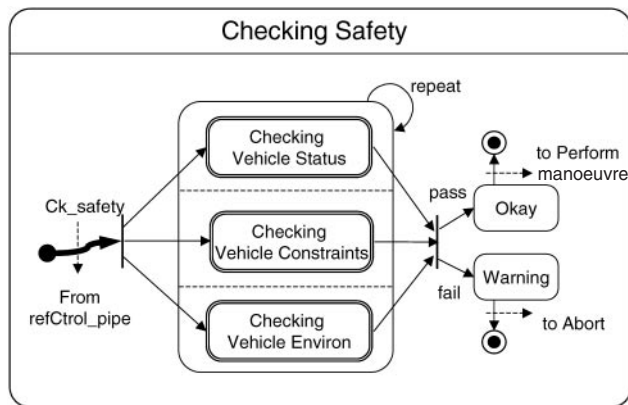 Checking Safety
repeat
Checking
Vehicle Status
to Perform
manoeuvre
pass
Ck_safety
Okay
Checking
Vehicle Constraints
Warning
fail
From
refCtrol_pipe
Checking
Vehicle Environ
to Abort